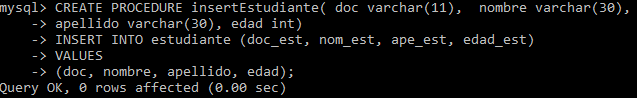 mysql> CREATE PROCEDURE insertEstudiante( doc varchar(11),  nombre varchar(30),
    -> apellido varchar(30), edad int)
    -> INSERT INTO estudiante (doc_est, nom_est, ape_est, edad_est)
    -> VALUES
    -> (doc, nombre, apellido, edad);
Query OK, 0 rows affected (0.00 sec)